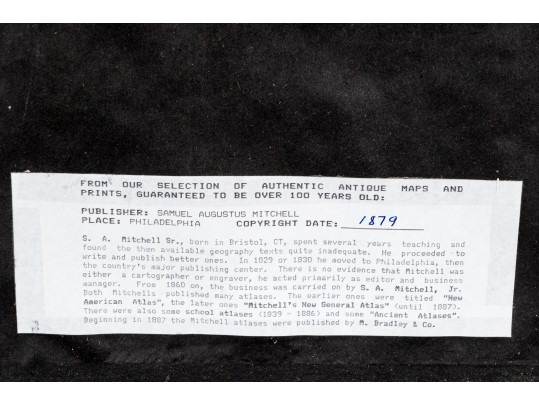 FROM OUR SELECTION OF AUTHENTIC ANTIQUE MAPS AND
PRINTS, GUARANTEED TO BE OVER 100 YEARS OLD:
PUBLISHER: SAMUEL AUGUSTUS MITCHELL
PLACE: PHILADELPHIA COPYRIGHT DATE: 1879
S. A. Mitchell Sr., born in Bristol, CT, spent several years teaching and
found the then available geography texts quite inadequate. He proceeded to
write and publish better ones. In 1829 or 1830 he moved to Philadelphia, then
the country's major publishing center. There is no evidence that Mitchell was
either a cartographer or engraver, he acted primarily as editor and business
manager. From 1860 on, the business was carried on by S. A. Mitchell, Jr.
Both Mitchells published many atlases. The earlier ones were titled "New
American Atlas", the later ones "Mitchell's New General Atlas" (until 1887).
There were also some school atlases (1839 - 1886) and some "Ancient Atlases".
Beginning in 1887 the Mitchell atlases were published by M. Bradley & Co.